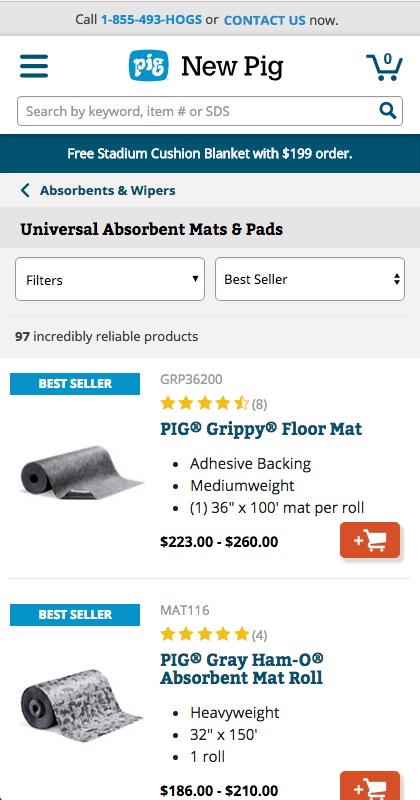 Call 1-855-493-HOGS or CONTACT US now.
pig New Pig
0
Search by keyword, item # or SDS
Free Stadium Cushion Blanket with $199 order.
Absorbents & Wipers
Universal Absorbent Mats & Pads
Filters
Best Seller
97 incredibly reliable products
BEST SELLER
GRP36200
(8)
PIG® Grippy® Floor Mat
Adhesive Backing
Mediumweight
(1) 36" x 100' mat per roll
$223.00 - $260.00
+
BEST SELLER
MAT116
(4)
PIG® Gray Ham-O®
Absorbent Mat Roll
Heavyweight
32" x 150'
1 roll
$186.00 - $210.00
+